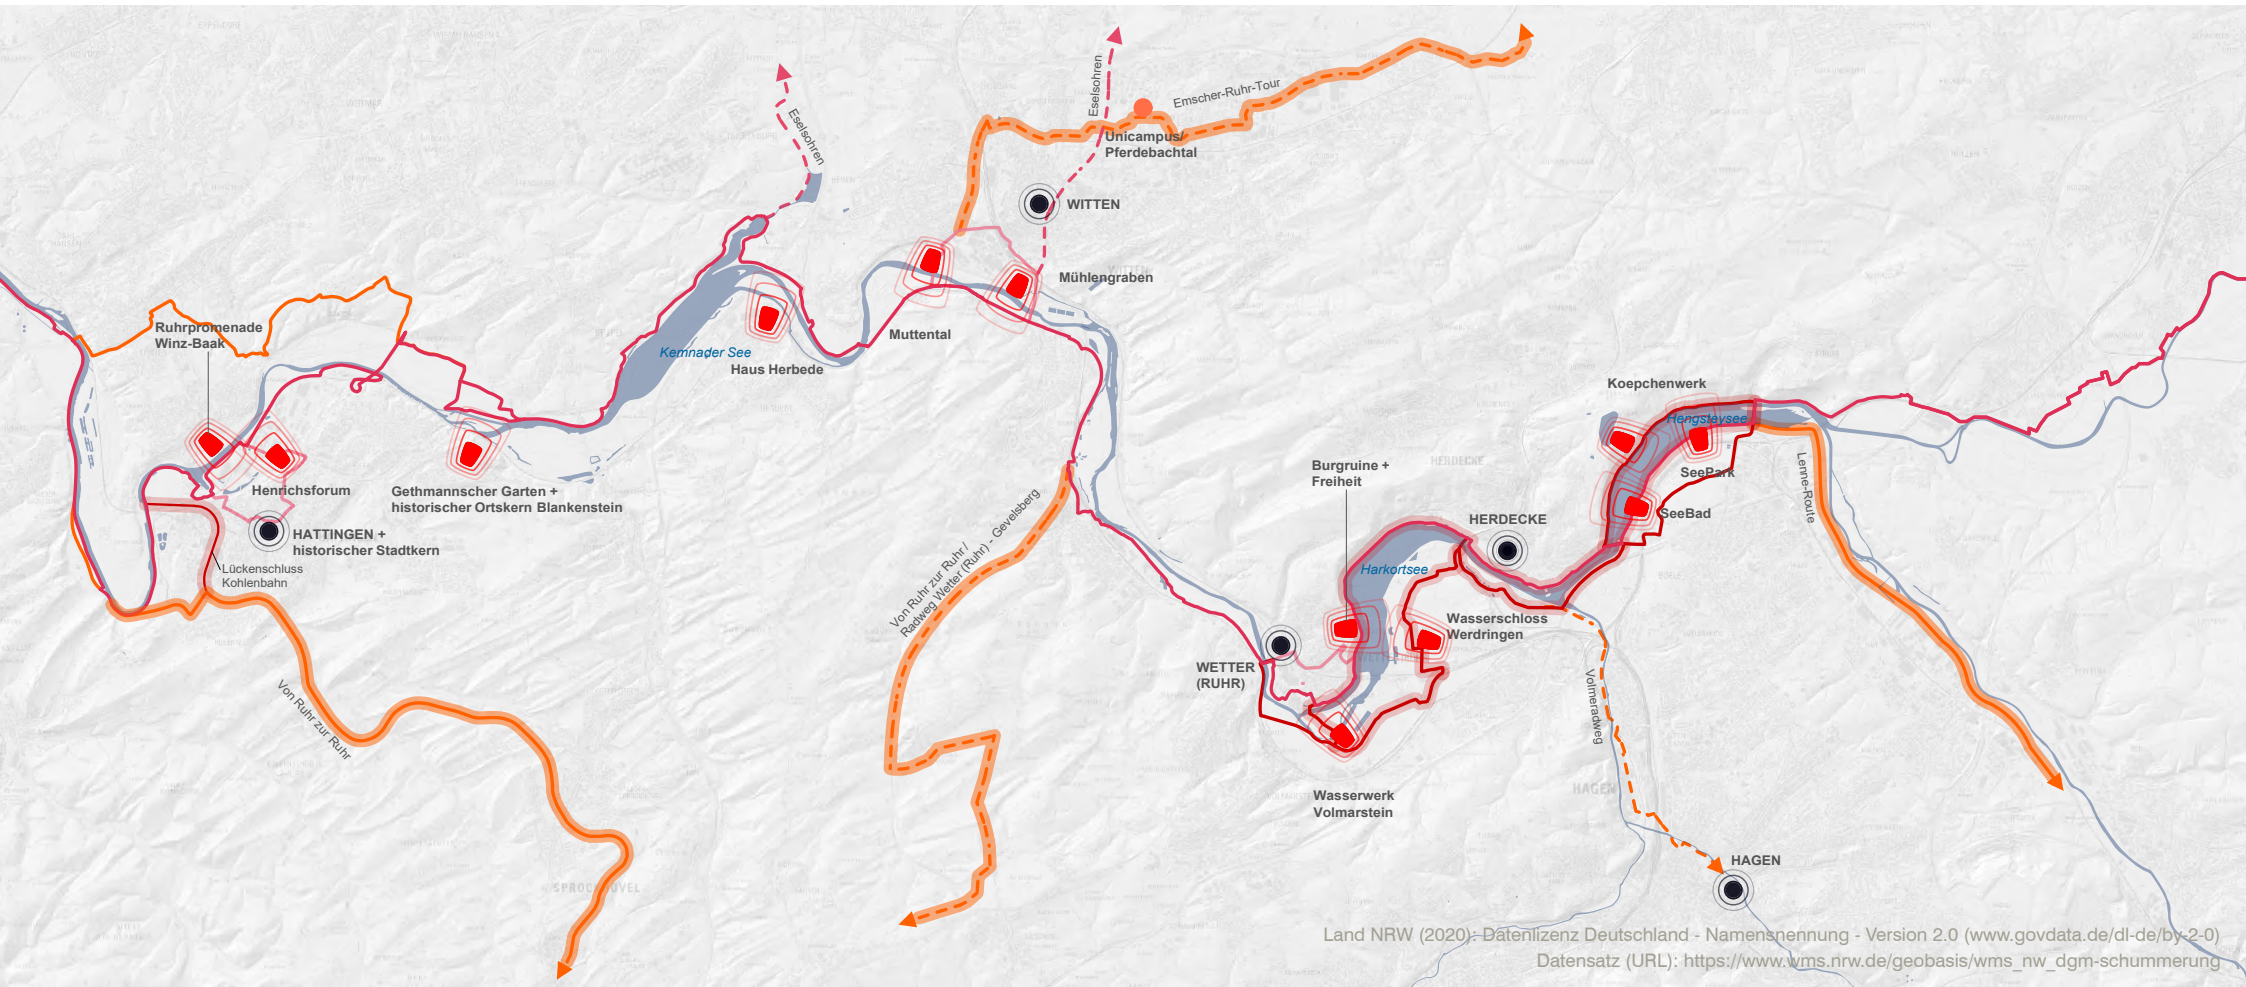 Eselsohren
Eselsohren
Emscher-Ruhr-Tour
Unicampus/
Pferdebachtal
WITTEN
Mühlengraben
Muttental
Kemnader See
Haus Herbede
Ruhrpromenade
Winz-Baak
Henrichsforum
Gethmannscher Garten +
historischer Ortskern Blankenstein
HATTINGEN +
historischer Stadtkern
Lückenschluss
Kohlenbahn
Von Ruhr zur Ruhr
Von Ruhr zur Ruhr /
Radweg Wetter (Ruhr) - Gevelsberg
Koepchenwerk
Hengsteysee
SeePark
SeeBad
Lenne-Route
Burgruine +
Freiheit
HERDECKE
HERDECKE
Harkortsee
Wasserschloss
Werdringen
WETTER
(RUHR)
Volmeradweg
Wasserwerk
Volmarstein
HAGEN
HAGEN
SPROCKHÖVEL
Land NRW (2020): Datenlizenz Deutschland - Namensnennung - Version 2.0 (www.govdata.de/dl-de/by-2-0)
Datensatz (URL): https://www.wms.nrw.de/geobasis/wms_nw_dgm-schummerung